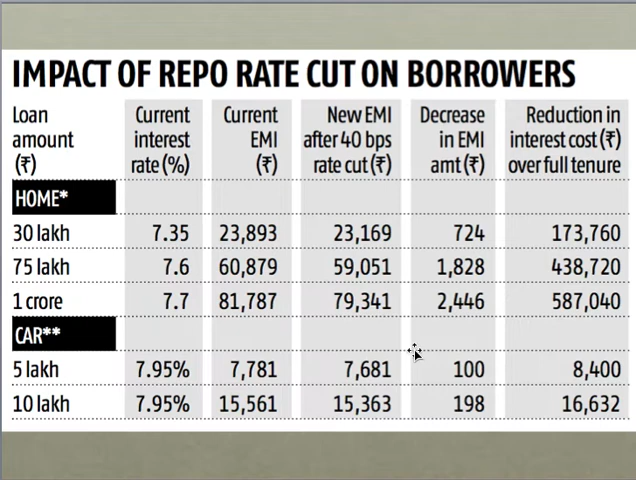 IMPACT OF REPO RATE CUT ON BORROWERS
Loan amount (₹) Current interest rate (%) Current EMI (₹) New EMI after 40 bps rate cut (₹) Decrease in EMI amt (₹) Reduction in interest cost (₹) over full tenure
HOME*
30 lakh 7.35 23,893 23,169 724 173,760
75 lakh 7.6 60,879 59,051 1,828 438,720
1 crore 7.7 81,787 79,341 2,446 587,040
CAR**
5 lakh 7.95% 7,781 7,681 100 8,400
10 lakh 7.95% 15,561 15,363 198 16,632